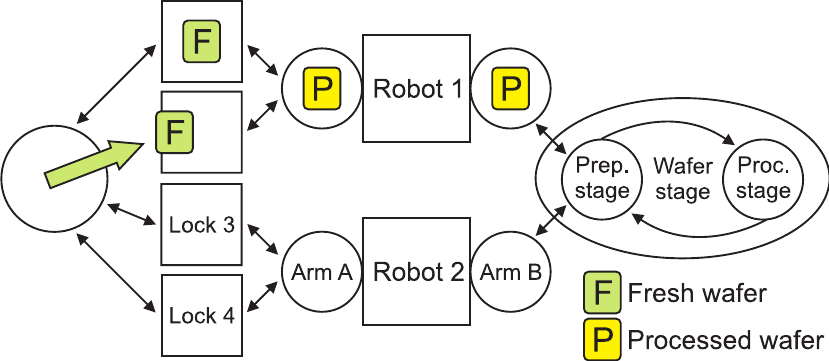 F
P
Robot 1
P
F
Prep.
stage
Wafer
stage
Proc.
stage
Lock 3
Arm A
Robot 2
Arm B
Lock 4
F Fresh wafer
P Processed wafer